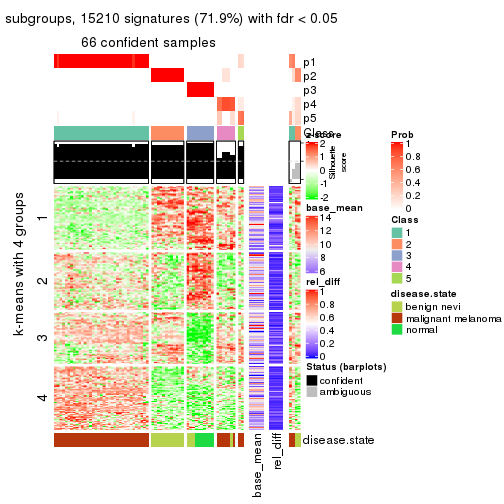 subgroups, 15210 signatures (71.9%) with fdr < 0.05
66 confident samples
p1
p2
p3
p4
p5
Class
Silhouette
score
k-means with 4 groups
1
2
3
4
base_mean
rel_diff
disease.state
z-score
2
1
0
-1
-2
base_mean
14
12
10
8
6
rel_diff
1
0.8
0.6
0.4
0.2
0
Status (barplots)
confident
ambiguous
Prob
1
0.8
0.6
0.4
0.2
0
Class
1
2
3
4
5
disease.state
benign nevi
malignant melanoma
normal